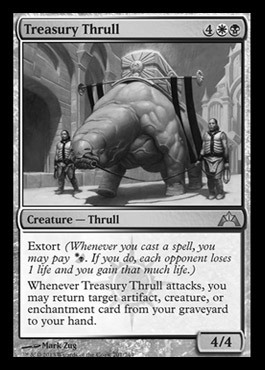 Treasury Thrull 4
Creature — Thrull
Extort (Whenever you cast a spell, you
may pay. If you do, each opponent loses
1 life and you gain that much life.)
Whenever Treasury Thrull attacks, you
may return target artifact, creature, or
enchantment card from your graveyard
to your hand.
Mark Zug
4/4